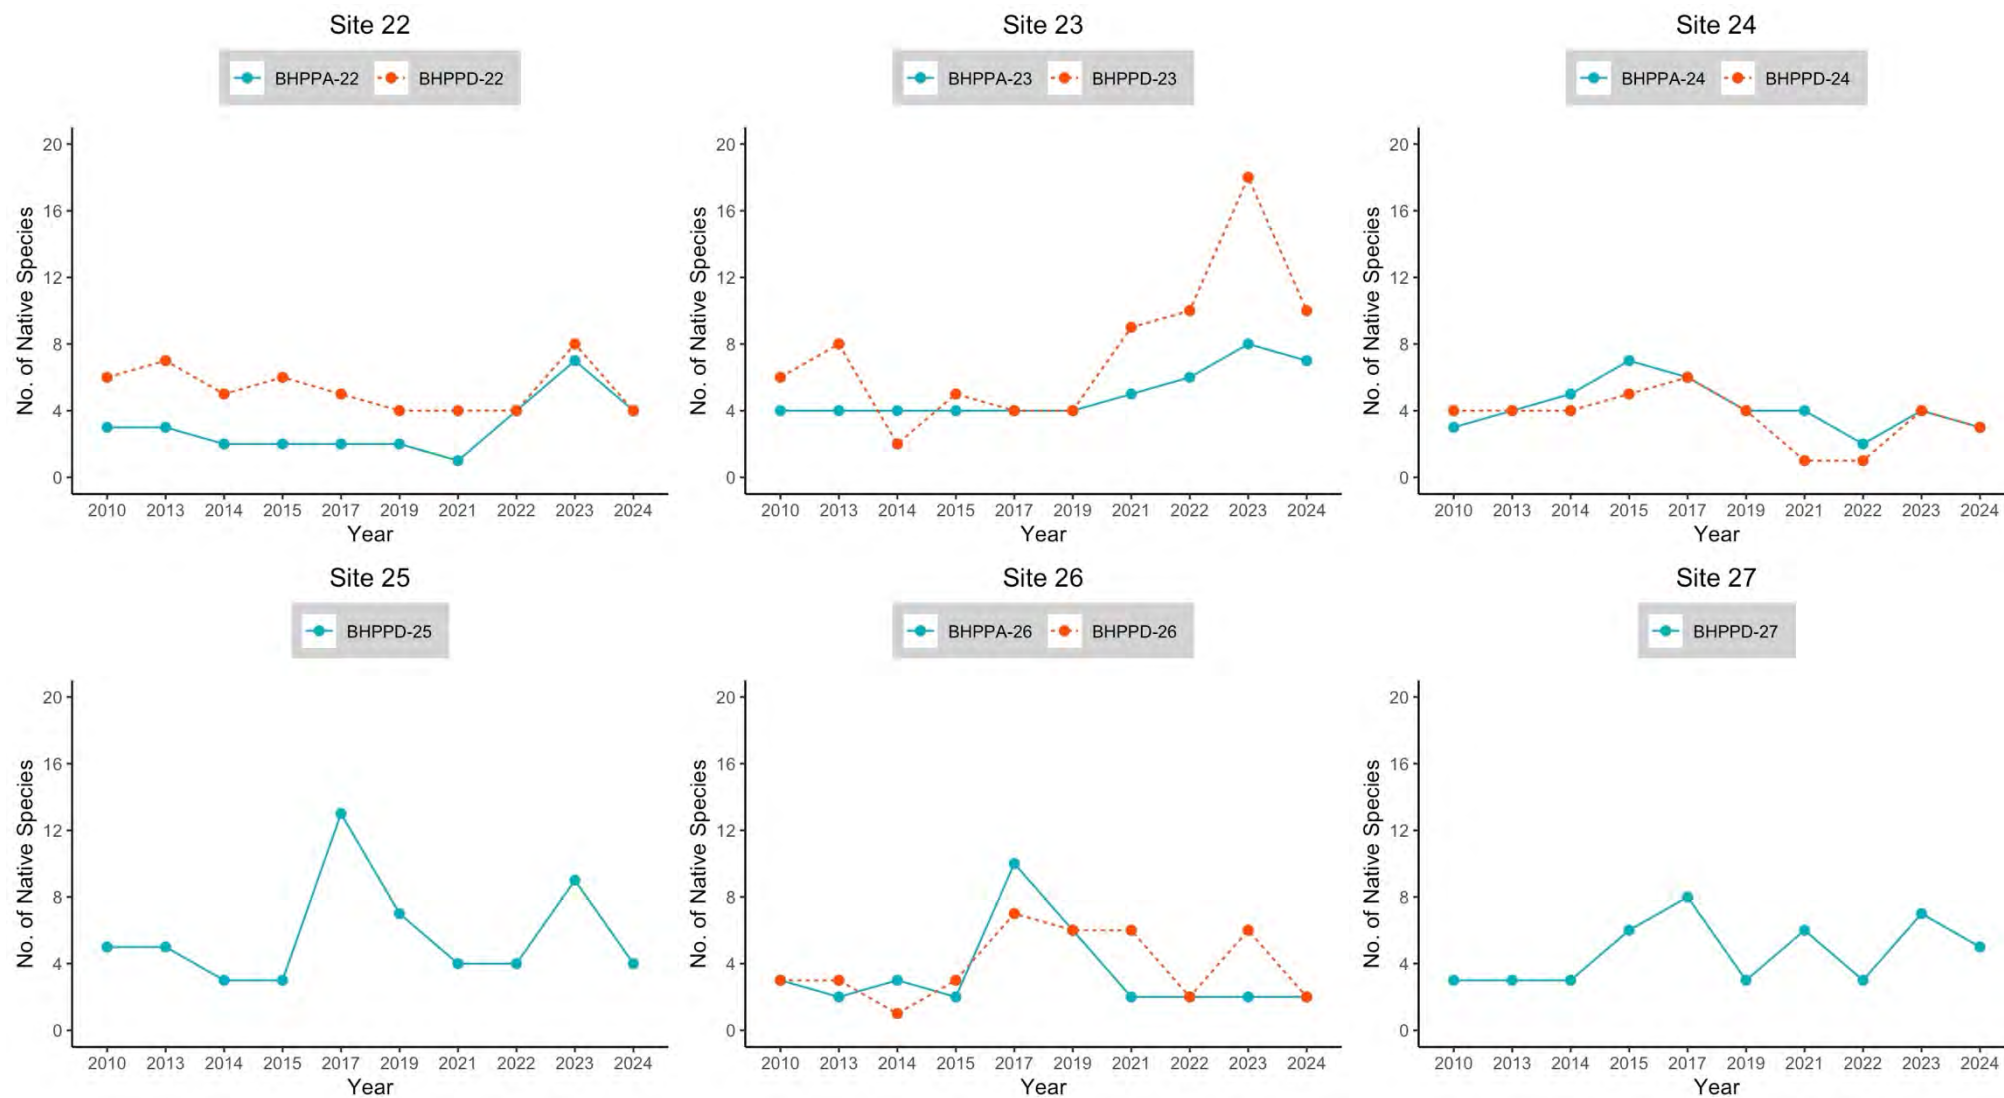 Site 22
BHPPA-22 BHPPD-22
No. of Native Species
20
16
12
8
4
0
2010 2013 2014 2015 2017 2019 2021 2022 2023 2024
Year
Site 23
BHPPA-23 BHPPD-23
No. of Native Species
20
16
12
8
4
0
2010 2013 2014 2015 2017 2019 2021 2022 2023 2024
Year
Site 24
BHPPA-24 BHPPD-24
No. of Native Species
20
16
12
8
4
0
2010 2013 2014 2015 2017 2019 2021 2022 2023 2024
Year
Site 25
BHPPD-25
No. of Native Species
20
16
12
8
4
0
2010 2013 2014 2015 2017 2019 2021 2022 2023 2024
Year
Site 26
BHPPA-26 BHPPD-26
No. of Native Species
20
16
12
8
4
0
2010 2013 2014 2015 2017 2019 2021 2022 2023 2024
Year
Site 27
BHPPD-27
No. of Native Species
20
16
12
8
4
0
2010 2013 2014 2015 2017 2019 2021 2022 2023 2024
Year